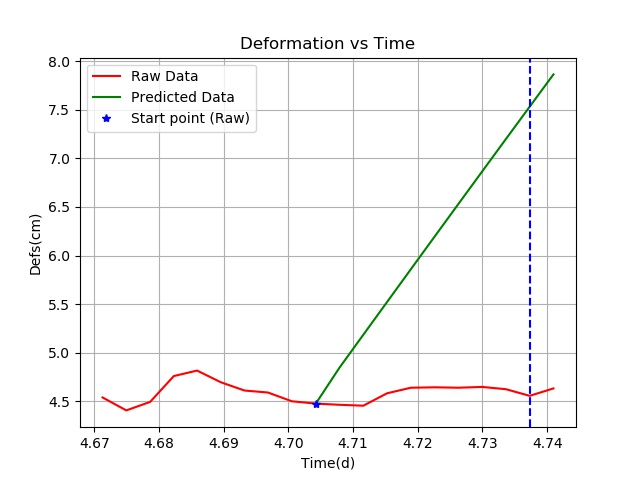 Deformation vs Time
Raw Data
Predicted Data
Start point (Raw)
Defs(cm)
8.0
7.5
7.0
6.5
6.0
5.5
5.0
4.5
4.67 4.68 4.69 4.70 4.71 4.72 4.73 4.74
Time(d)